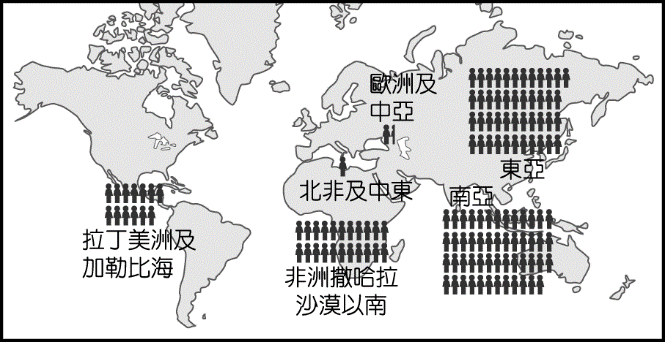 歐洲及
中亞
東亞
北非及中東
南亞
拉丁美洲及
加勒比海
非洲撒哈拉
沙漠以南